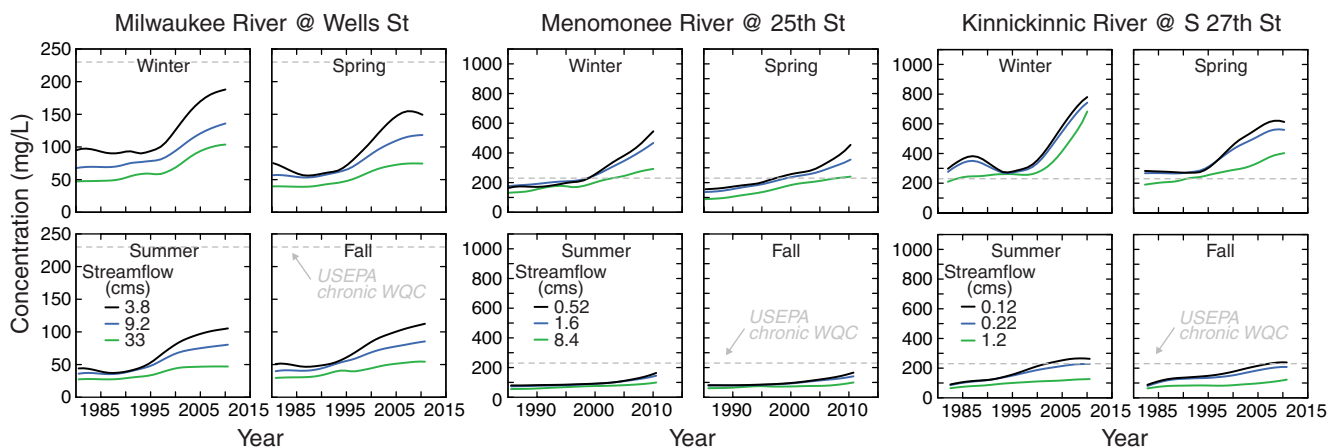 Milwaukee River @ Wells St
Menomonee River @ 25th St
Kinnickinnic River @ S 27th St
Concentration (mg/L)
250
200
150
100
50
0
Winter
Spring
1000
800
600
400
200
0
Winter
Spring
1000
800
600
400
200
0
Winter
Spring
250
200
150
100
50
0
Summer
Streamflow
(cms)
3.8
9.2
33
Fall
USEPA
chronic WQC
1000
800
600
400
200
0
Summer
Streamflow
(cms)
0.52
1.6
8.4
Fall
USEPA
chronic WQC
1000
800
600
400
200
0
Summer
Streamflow
(cms)
0.12
0.22
1.2
Fall
USEPA
chronic WQC
1985 1995 2005 2015
1985 1995 2005 2015
1990 2000 2010
1990 2000 2010
1985 1995 2005 2015
1985 1995 2005 2015
Year
Year
Year